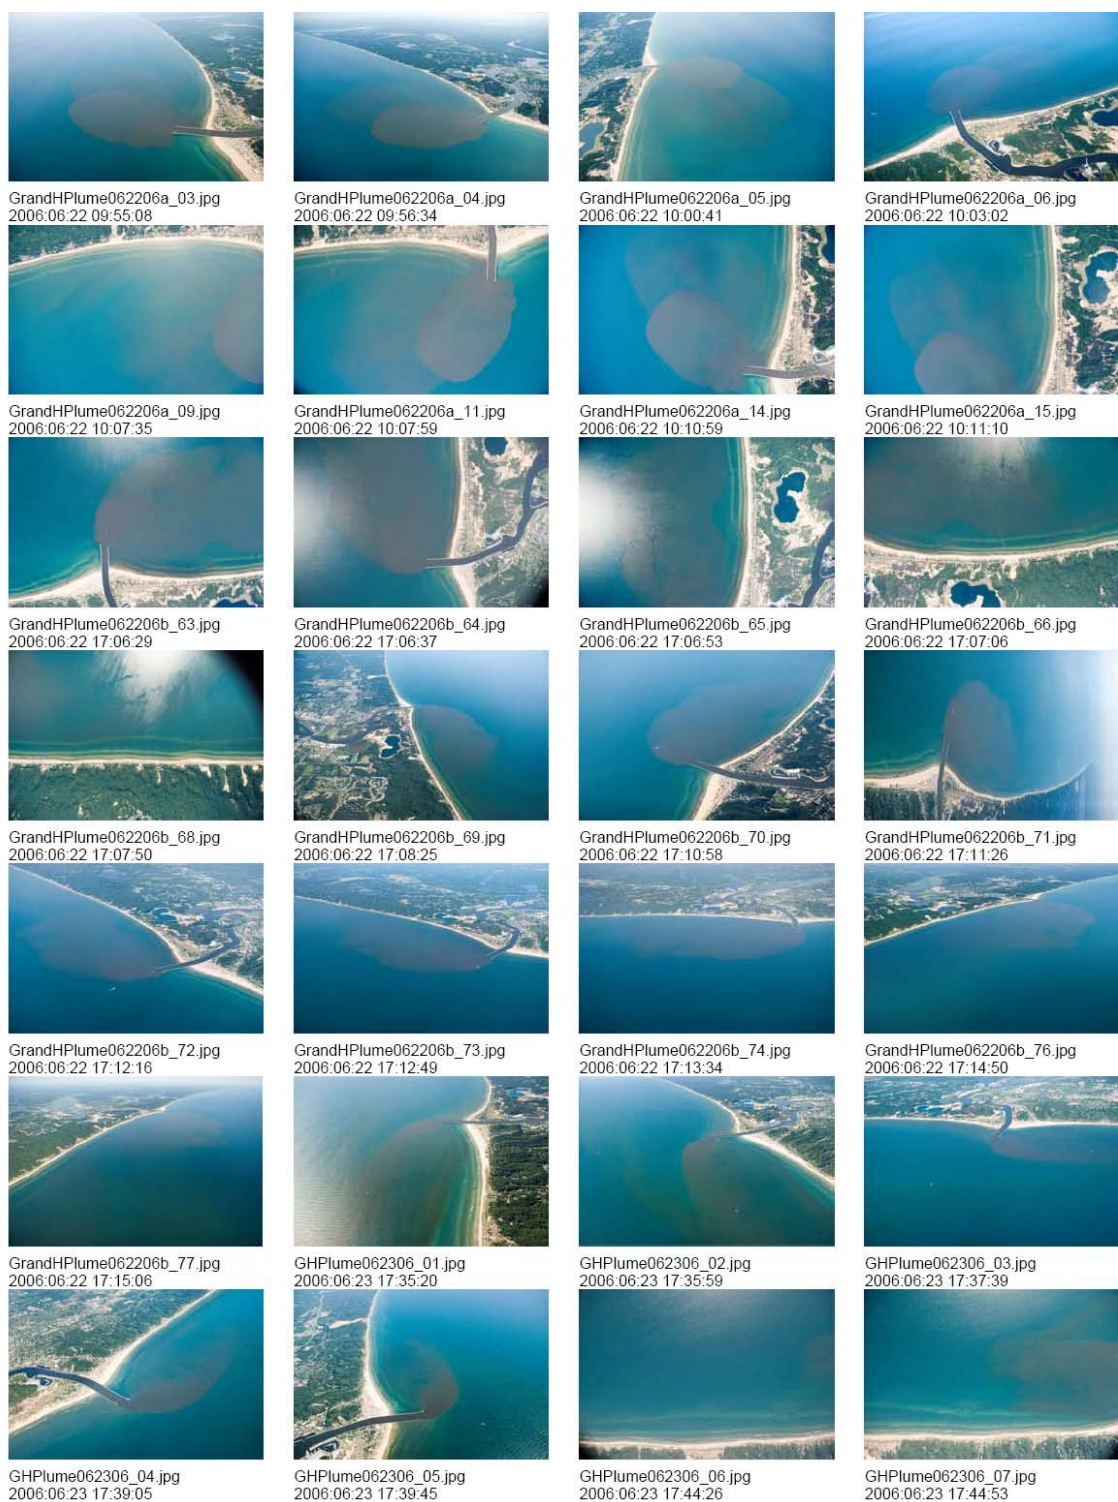 GrandHPlume062206a_03.jpg
2006:06:22 09:55:08
GrandHPlume062206a_04.jpg
2006:06:22 09:56:34
GrandHPlume062206a_05.jpg
2006:06:22 10:00:41
GrandHPlume062206a_06.jpg
2006:06:22 10:03:02
GrandHPlume062206a_09.jpg
2006:06:22 10:07:35
GrandHPlume062206a_11.jpg
2006:06:22 10:07:59
GrandHPlume062206a_14.jpg
2006:06:22 10:10:59
GrandHPlume062206a_15.jpg
2006:06:22 10:11:10
GrandHPlume062206b_63.jpg
2006:06:22 17:06:29
GrandHPlume062206b_64.jpg
2006:06:22 17:06:37
GrandHPlume062206b_65.jpg
2006:06:22 17:06:53
GrandHPlume062206b_66.jpg
2006:06:22 17:07:06
GrandHPlume062206b_68.jpg
2006:06:22 17:07:50
GrandHPlume062206b_69.jpg
2006:06:22 17:08:25
GrandHPlume062206b_70.jpg
2006:06:22 17:10:58
GrandHPlume062206b_71.jpg
2006:06:22 17:11:26
GrandHPlume062206b_72.jpg
2006:06:22 17:12:16
GrandHPlume062206b_73.jpg
2006:06:22 17:12:49
GrandHPlume062206b_74.jpg
2006:06:22 17:13:34
GrandHPlume062206b_76.jpg
2006:06:22 17:14:50
GrandHPlume062206b_77.jpg
2006:06:22 17:15:06
GHPlume062306_01.jpg
2006:06:23 17:35:20
GHPlume062306_02.jpg
2006:06:23 17:35:59
GHPlume062306_03.jpg
2006:06:23 17:37:39
GHPlume062306_04.jpg
2006:06:23 17:39:05
GHPlume062306_05.jpg
2006:06:23 17:39:45
GHPlume062306_06.jpg
2006:06:23 17:44:26
GHPlume062306_07.jpg
2006:06:23 17:44:53